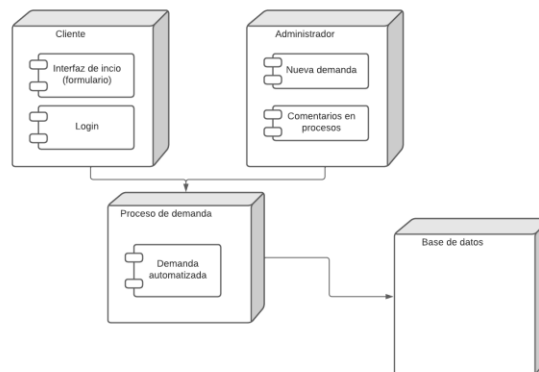 Cliente
Administrador
Interfaz de incio
(formulario)
Login
Nueva demanda
Comentarios en
procesos
Proceso de demanda
Demanda
automatizada
Base de datos